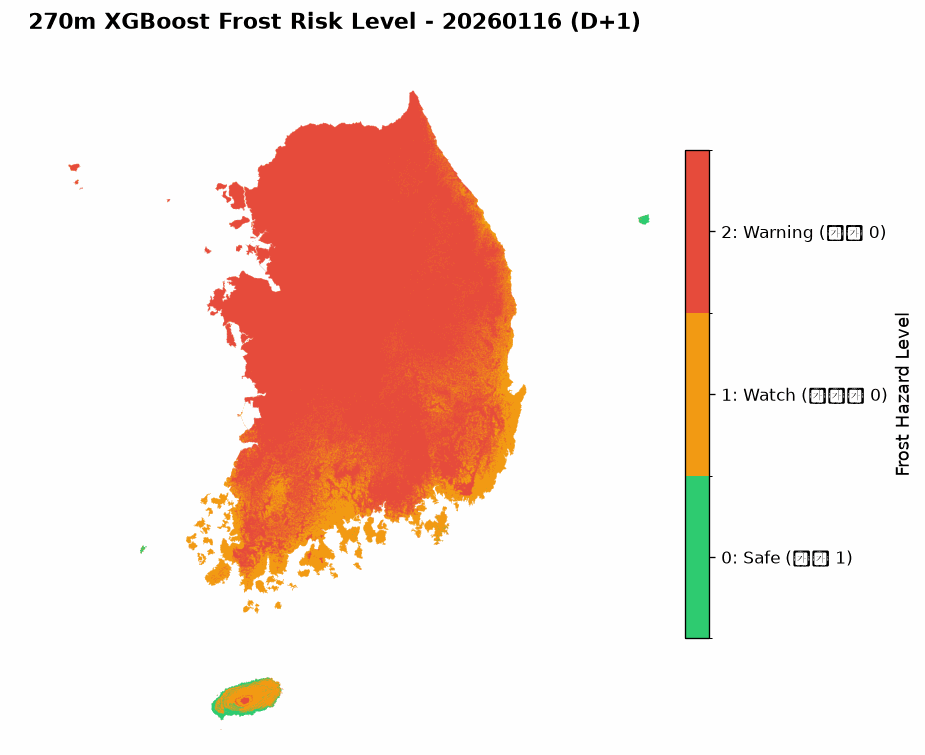 270m XGBoost Frost Risk Level - 20260116 (D+1)
2: Warning ( 0)
1: Watch ( 0)
0: Safe ( 1)
Frost Hazard Level